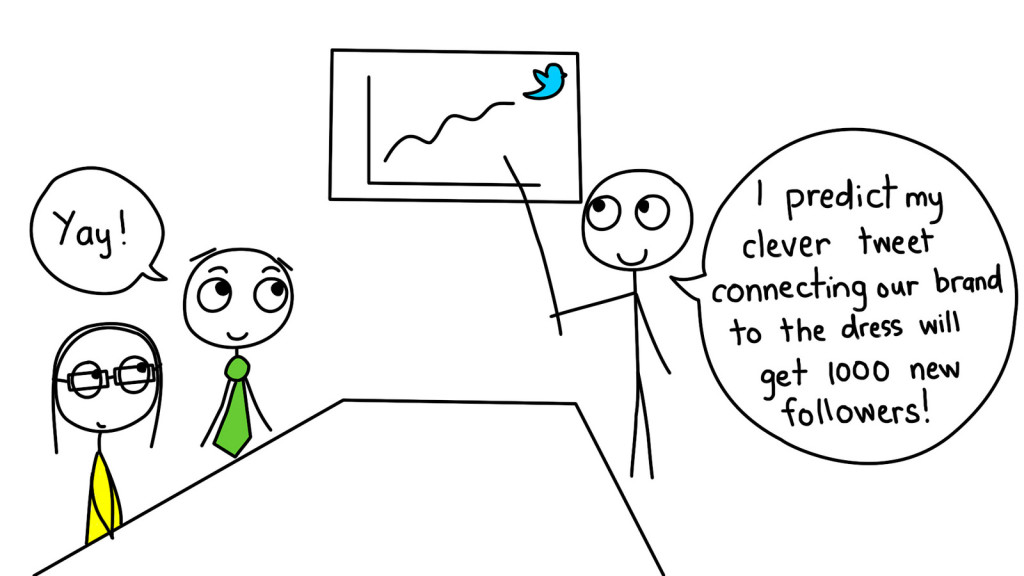 Yay!
I predict my
clever tweet
connecting our brand
to the dress will
get 1000 new
followers!